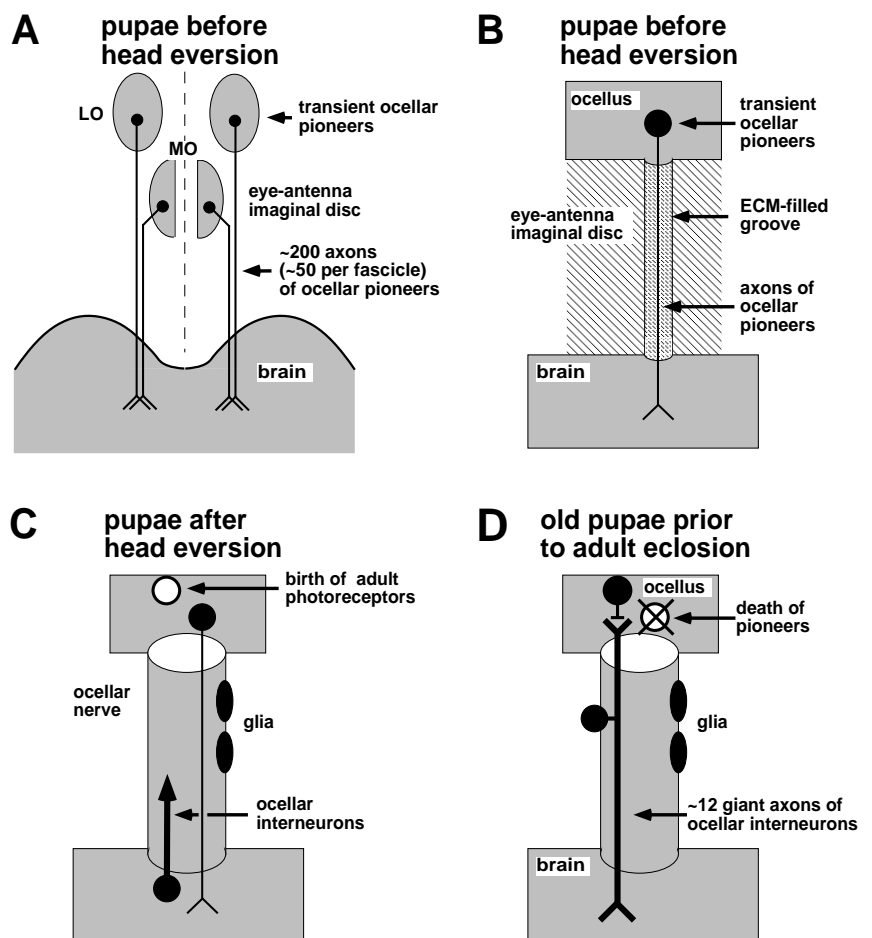 A
pupae before
head eversion
LO
transient ocellar
pioneers
MO
eye-antenna
imaginal disc
~200 axons
(~50 per fascicle)
of ocellar pioneers
brain
B
pupae before
head eversion
ocellus
transient
ocellar
pioneers
eye-antenna
imaginal disc
ECM-filled
groove
axons of
ocellar
pioneers
brain
C
pupae after
head eversion
birth of adult
photoreceptors
ocellar
nerve
glia
ocellar
interneurons
D
old pupae prior
to adult eclosion
ocellus
death of
pioneers
glia
~12 giant axons of
ocellar interneurons
brain